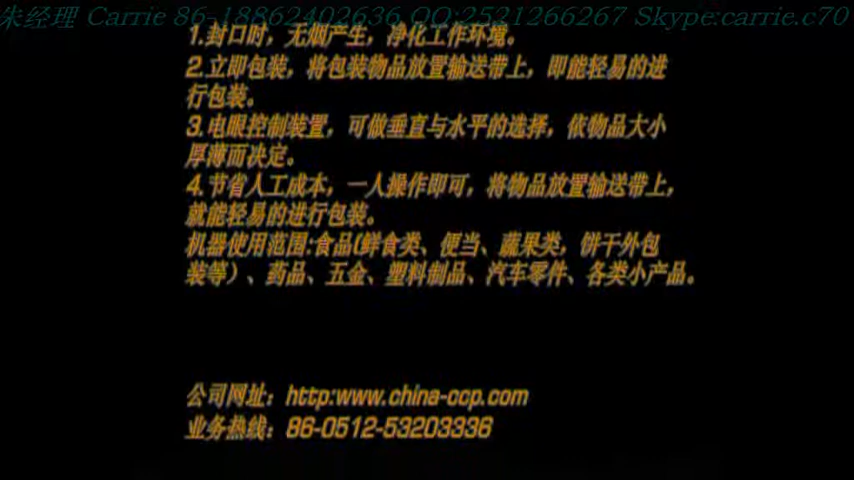 朱经理 Carrie 86-18862402636 QQ:2521266267 Skype:carrie.c70
1.封口时，无烟产生，净化工作环境。
2.立即包装，将包装物品放置输送带上，即能轻易的进
行包装。
3.电眼控制装置，可做垂直与水平的选择，依物品大小
厚薄而决定。
4.节省人工成本，一人操作即可，将物品放置输送带上，
就能轻易的进行包装。
机器使用范围:食品(鲜食类、便当、蔬果类，饼干外包
装等）、药品、五金、塑料制品、汽车零件、各类小产品。
公司网址：http:www.china-ccp.com
业务热线：86-0512-53203336